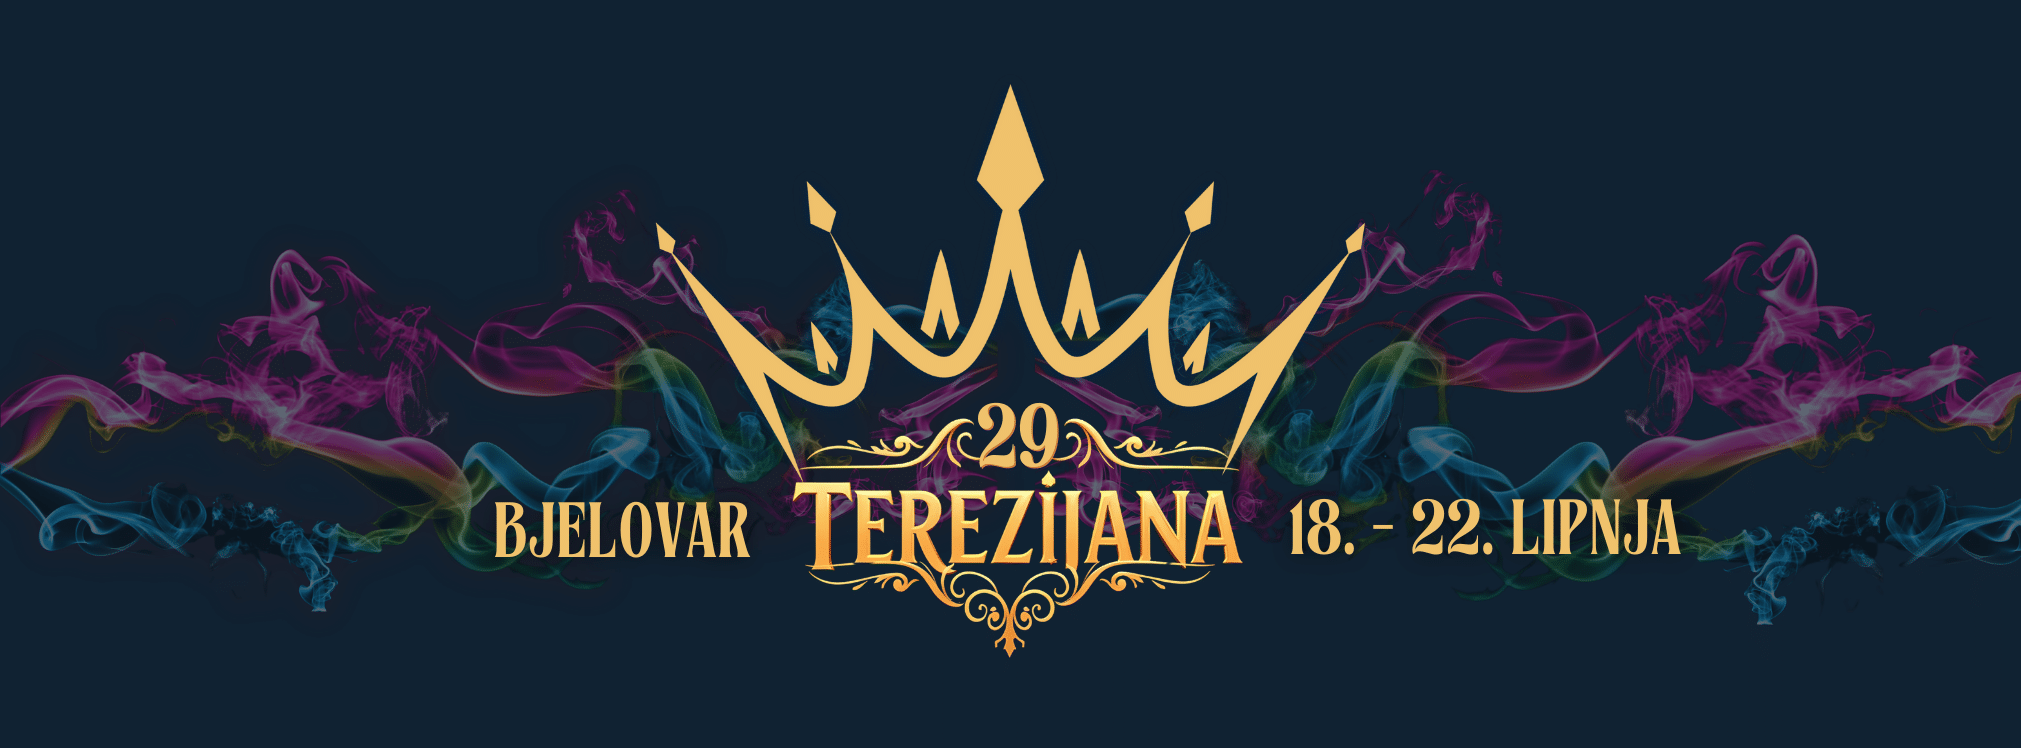 29
BJELOVAR TEREZIJANA 18. - 22. LIPNJA